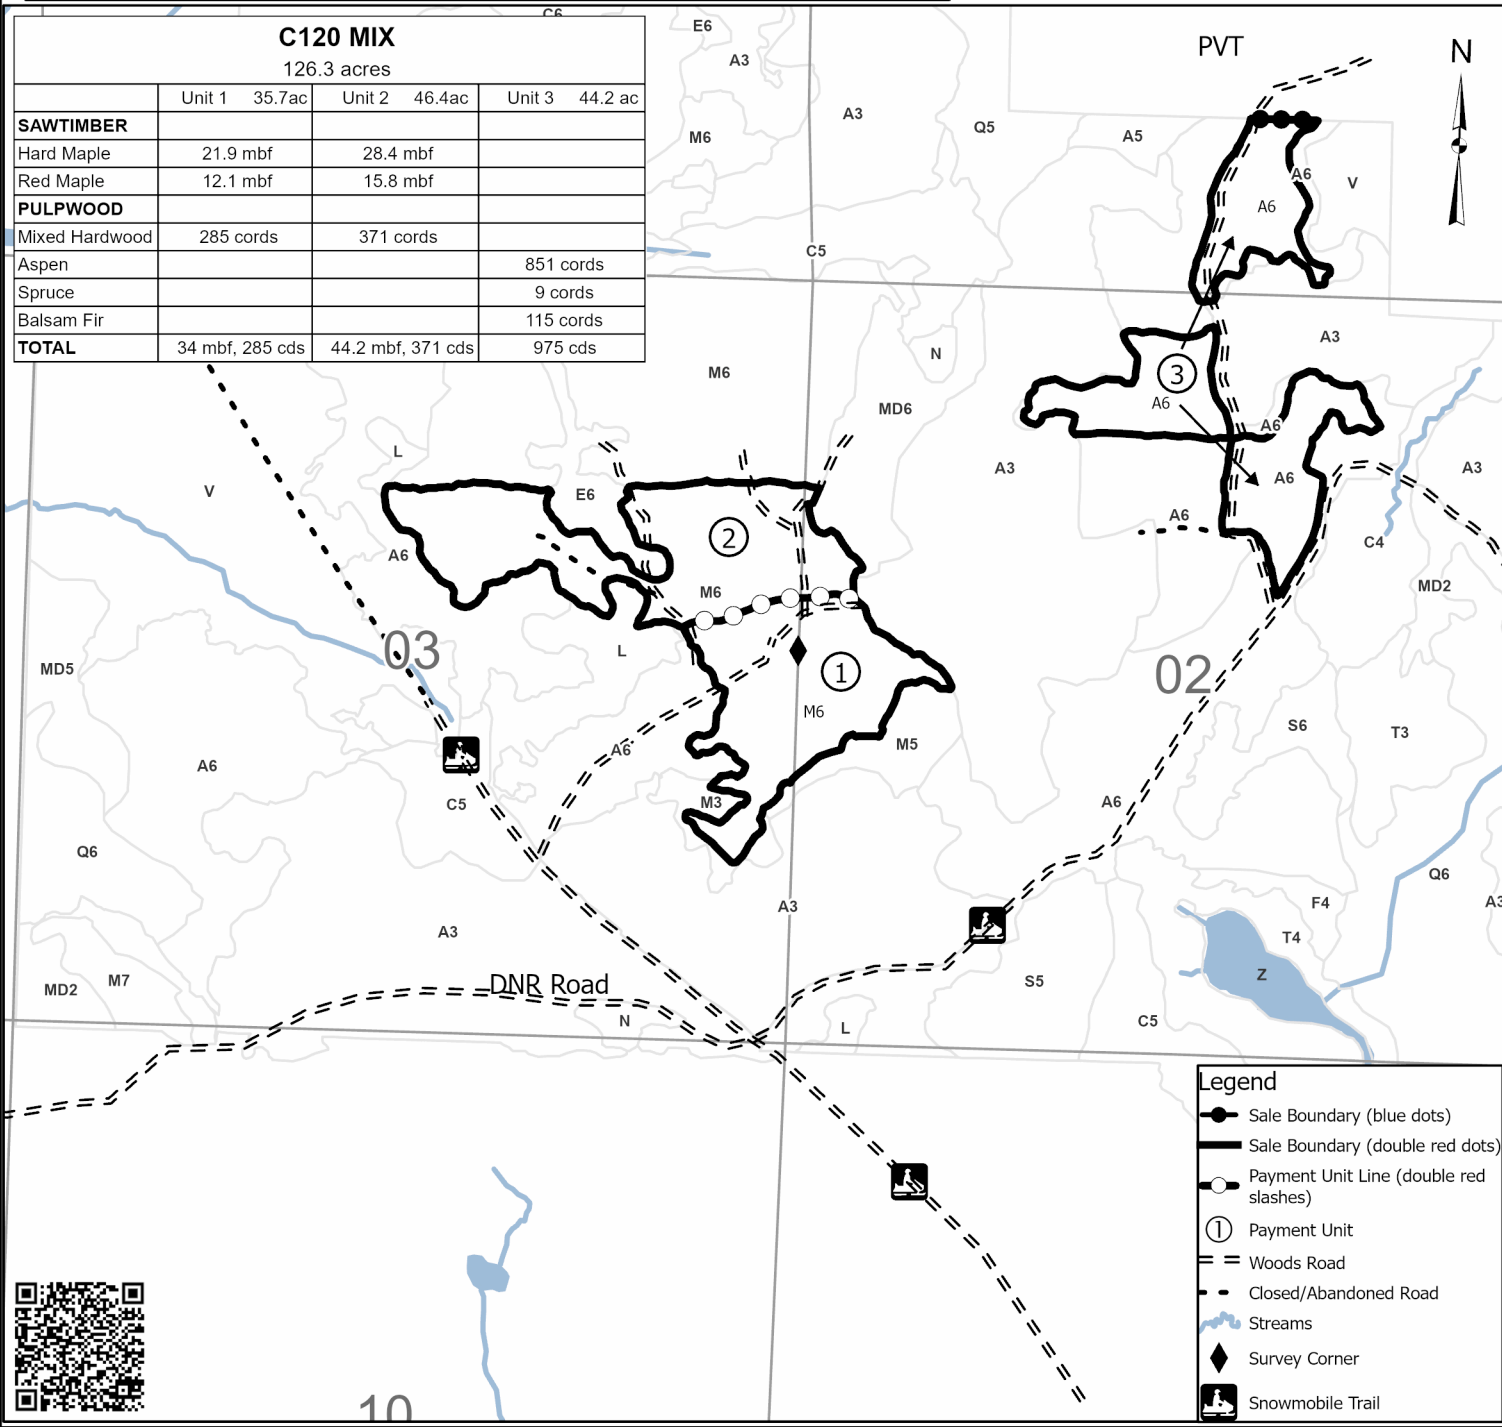 C120 MIX
126.3 acres
Unit 1 35.7ac Unit 2 46.4ac Unit 3 44.2 ac
SAWTIMBER
Hard Maple 21.9 mbf 28.4 mbf
Red Maple 12.1 mbf 15.8 mbf
PULPWOOD
Mixed Hardwood 285 cords 371 cords
Aspen 851 cords
Spruce 9 cords
Balsam Fir 115 cords
TOTAL 34 mbf, 285 cds 44.2 mbf, 371 cds 975 cds
C6
E6
PVT
N
A3
A3
Q5
A5
M6
A6
V
A6
C5
A3
N
M6
3
A6
MD6
A6
L
A3
A3
V
E6
A6
A6
2
C4
A6
M6
MD2
03
L
MD5
1
02
M6
S6
T3
M5
A6
A6
C5
M3
A6
Q6
Q6
A3
F4
A3
A3
T4
Z
M7
MD2
DNR Road
S5
N
L
C5
10
Legend
Sale Boundary (blue dots)
Sale Boundary (double red dots)
Payment Unit Line (double red
slashes)
1 Payment Unit
Woods Road
Closed/Abandoned Road
Streams
Survey Corner
Snowmobile Trail